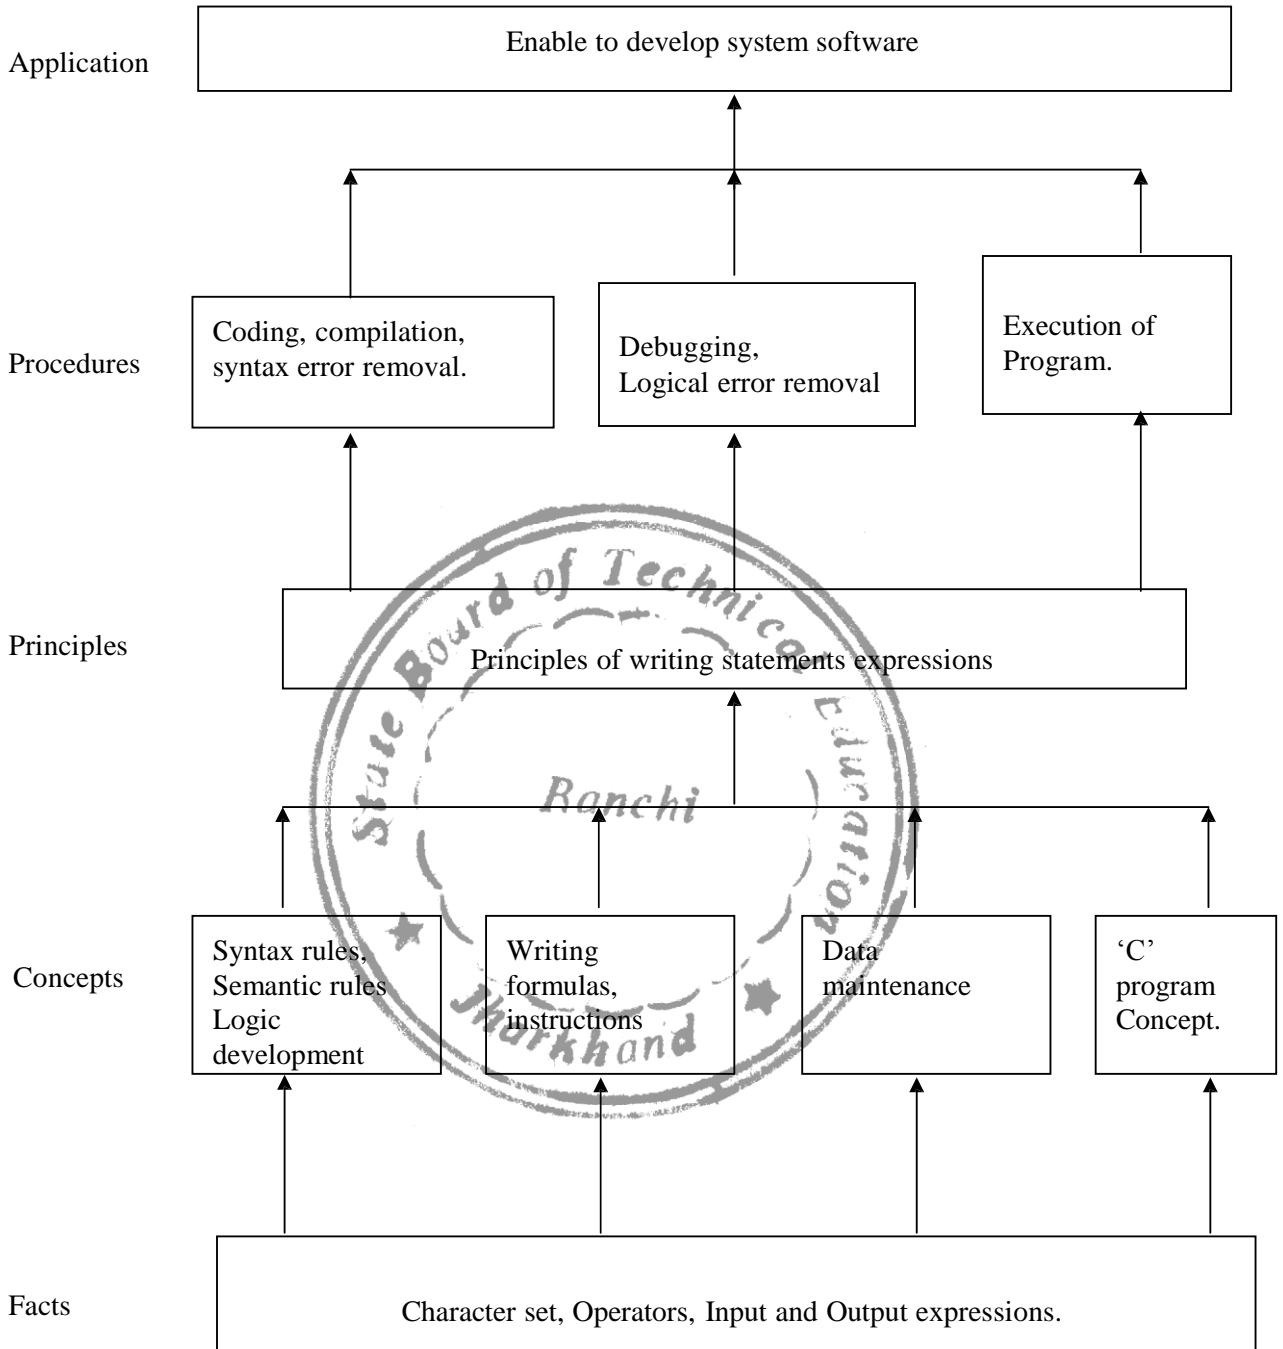 Application
Enable to develop system software
Procedures
Coding, compilation,
syntax error removal.
Debugging,
Logical error removal
Execution of
Program.
Principles
Principles of writing statements expressions
Concepts
Syntax rules,
Semantic rules
Logic
development
Writing
formulas,
instructions
Data
maintenance
‘C’
program
Concept.
Facts
Character set, Operators, Input and Output expressions.
State Board of Technical Education
Ranchi
Jharkhand